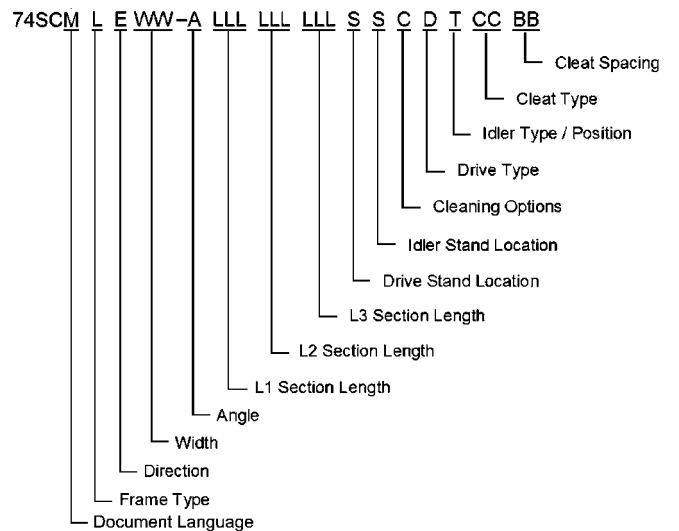 74SCM L E WW-A LLL LLL LLL S S C D T CC BB
Cleat Spacing
Cleat Type
Idler Type / Position
Drive Type
Cleaning Options
Idler Stand Location
Drive Stand Location
L3 Section Length
L2 Section Length
L1 Section Length
Angle
Width
Direction
Frame Type
Document Language